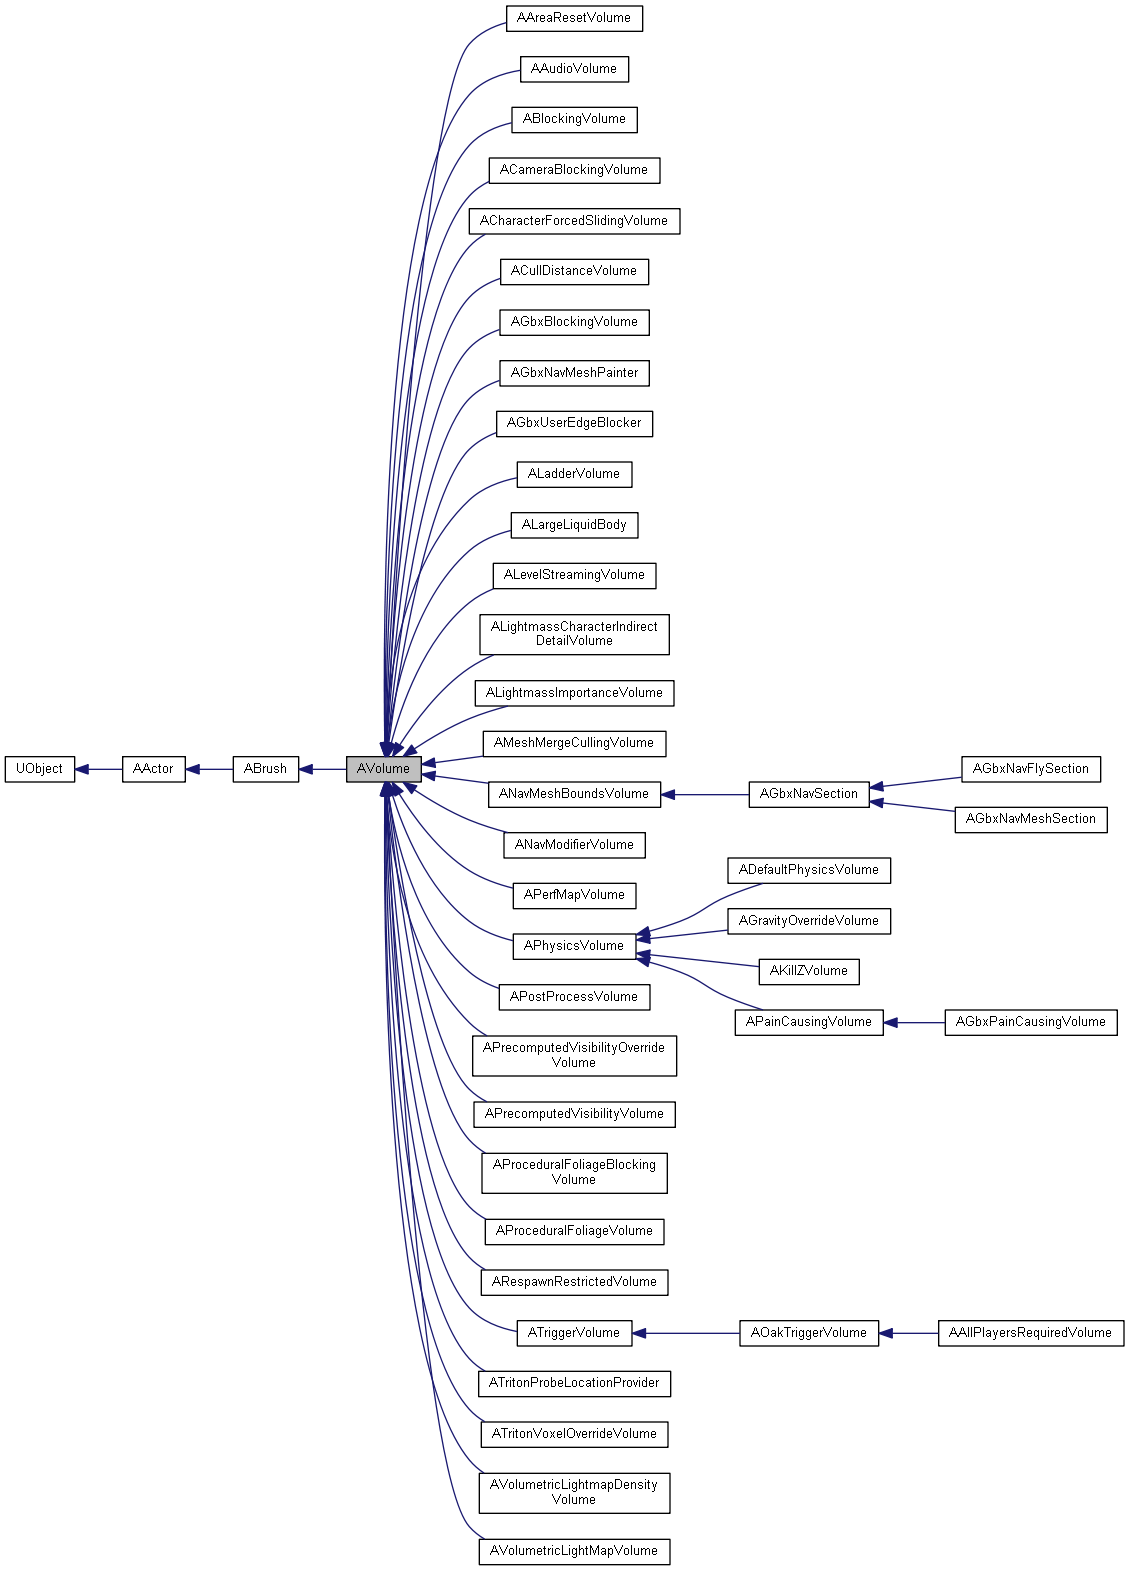 AAreaResetVolume
AAudioVolume
ABlockingVolume
ACameraBlockingVolume
ACharacterForcedSlidingVolume
ACullDistanceVolume
AGbxBlockingVolume
AGbxNavMeshPainter
AGbxUserEdgeBlocker
ALadderVolume
ALargeLiquidBody
ALevelStreamingVolume
ALightmassCharacterIndirect
DetailVolume
ALightmassImportanceVolume
AMeshMergeCullingVolume
UObject
AActor
ABrush
AVolume
ANavMeshBoundsVolume
AGbxNavSection
AGbxNavFlySection
AGbxNavMeshSection
ANavModifierVolume
APerfMapVolume
APhysicsVolume
ADefaultPhysicsVolume
AGravityOverrideVolume
AKillZVolume
APainCausingVolume
AGbxPainCausingVolume
APostProcessVolume
APrecomputedVisibilityOverride
Volume
APrecomputedVisibilityVolume
AProceduralFoliageBlocking
Volume
AProceduralFoliageVolume
ARespawnRestrictedVolume
ATriggerVolume
AOakTriggerVolume
AAllPlayersRequiredVolume
ATritonProbeLocationProvider
ATritonVoxelOverrideVolume
AVolumetricLightmapDensity
Volume
AVolumetricLightMapVolume